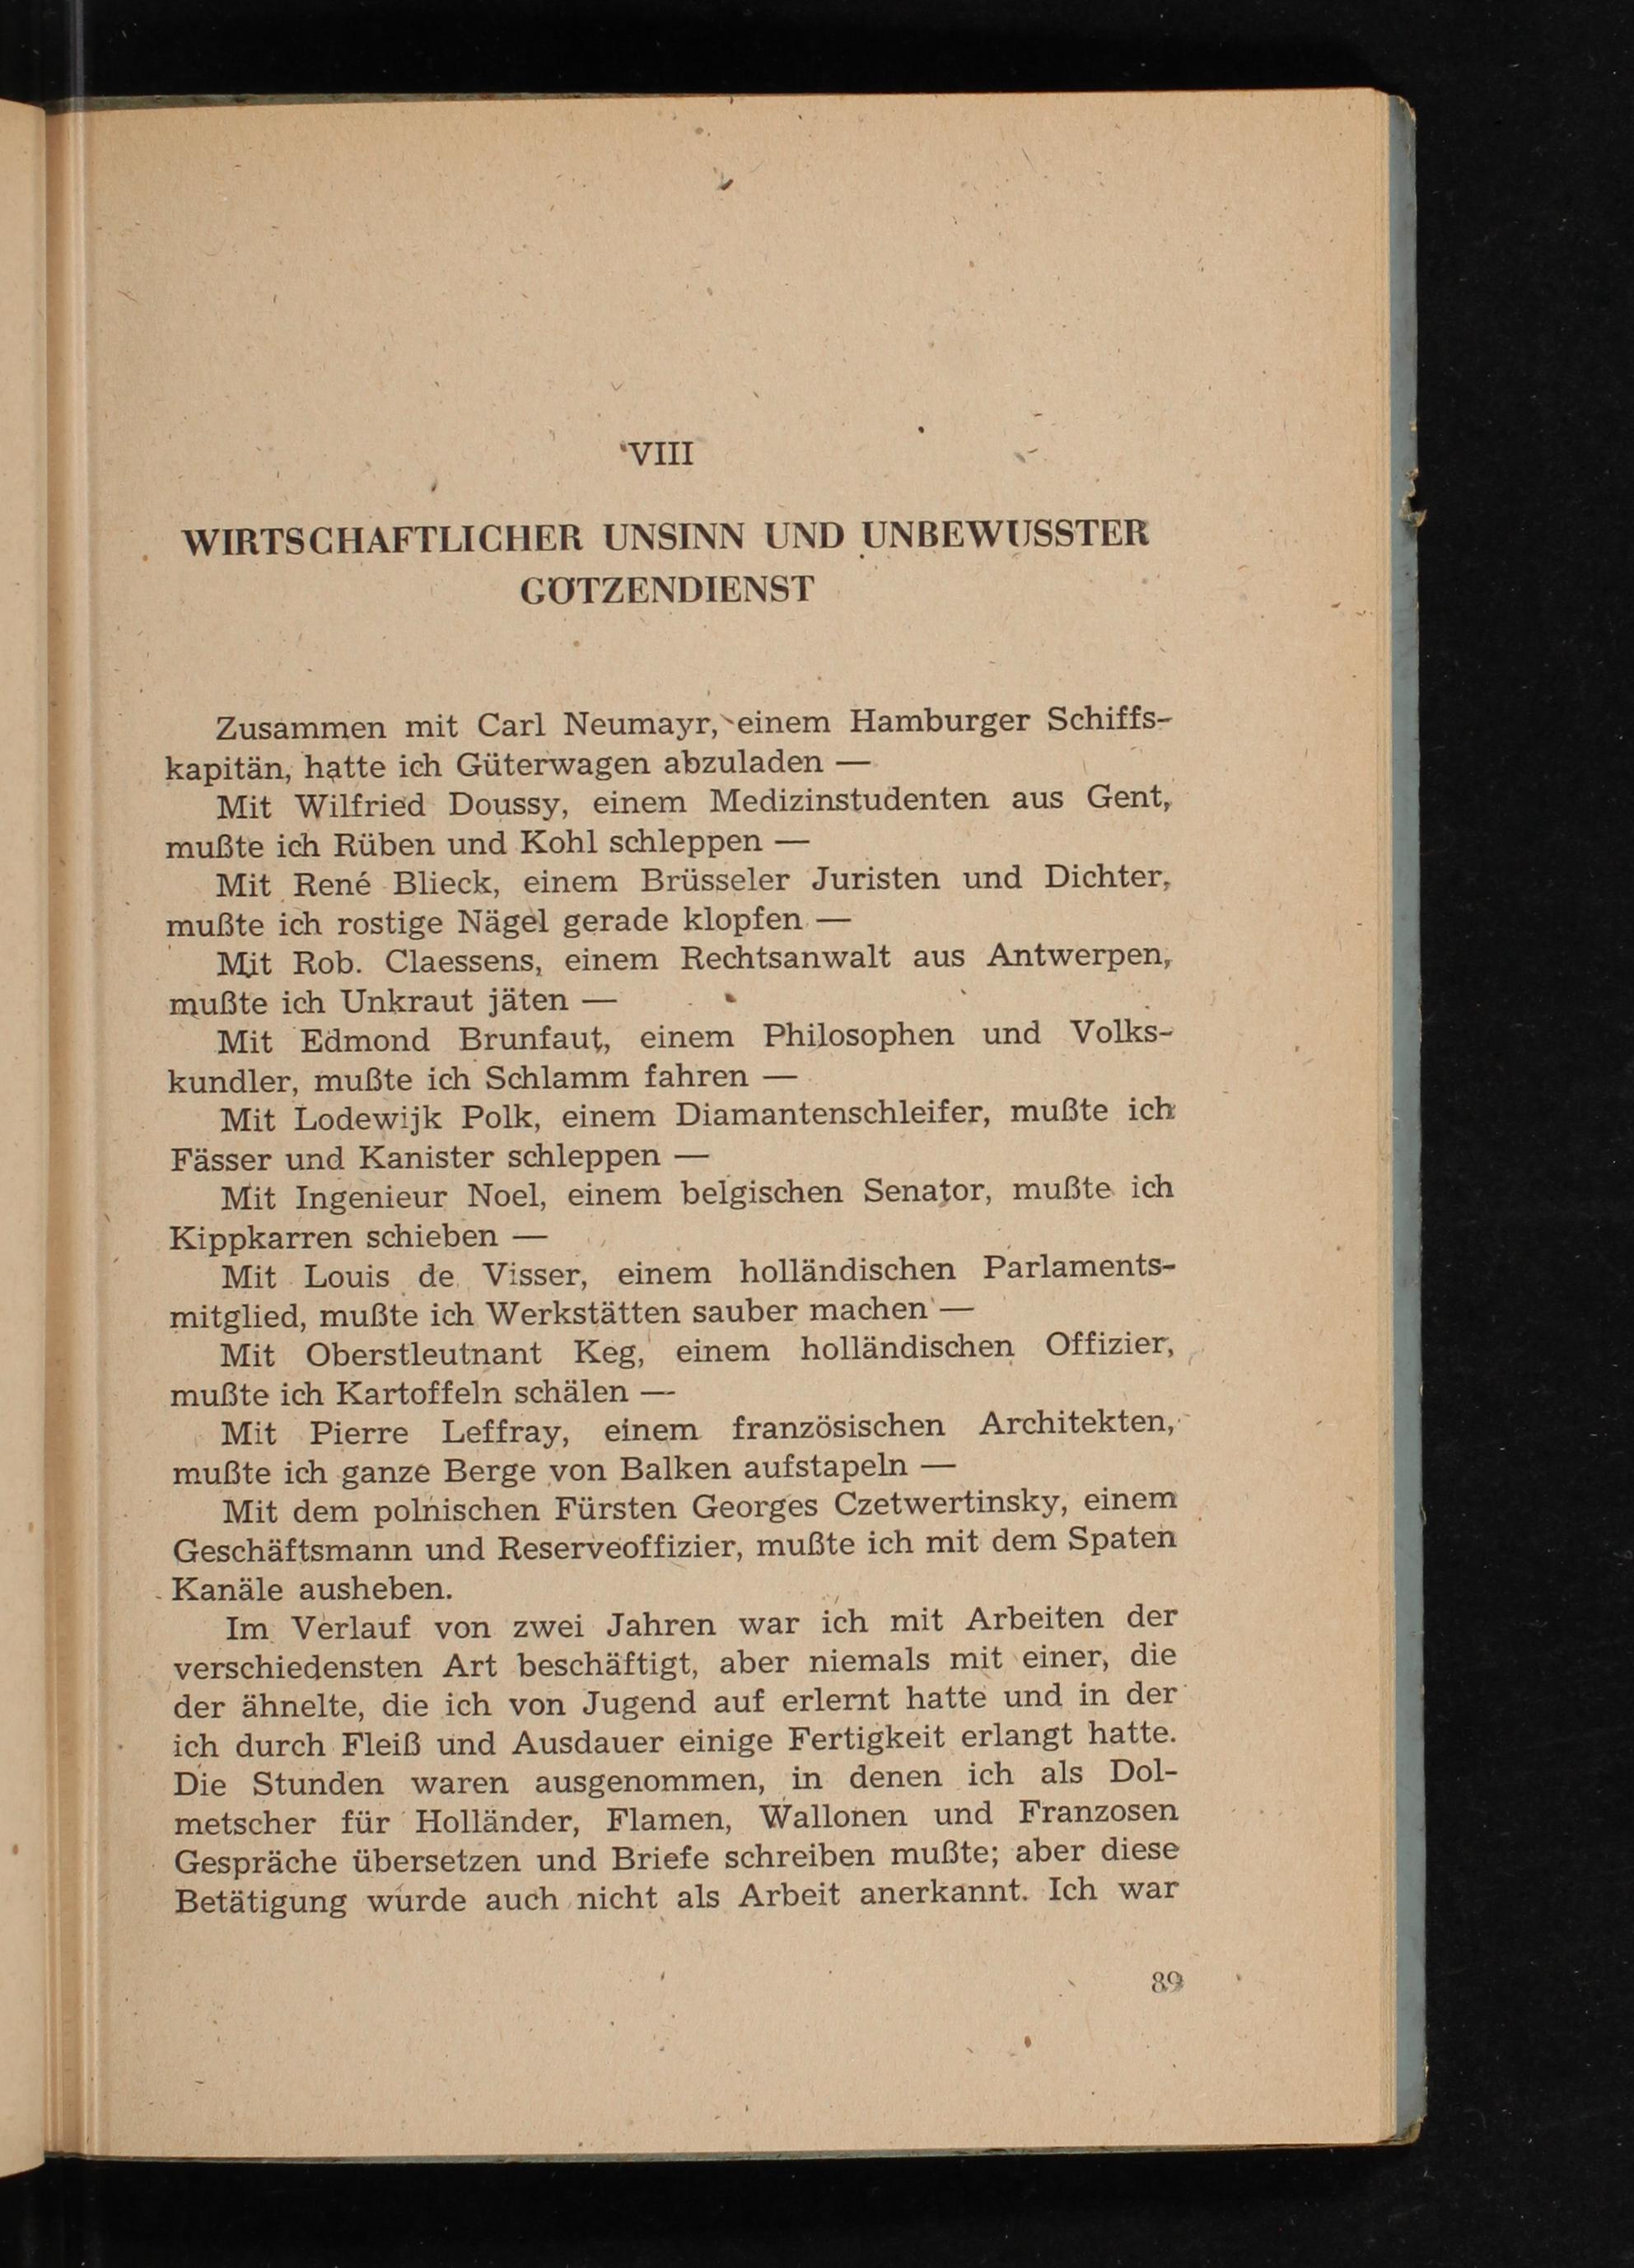 VIII
WIRTSCHAFTLICHER UNSINN UND UNBEWUSSTER
GÖTZENDIENST
Zusammen mit Carl Neumayr, einem Hamburger Schiffs-
kapitän, hatte ich Güterwagen abzuladen —
Mit Wilfried Doussy, einem Medizinstudenten aus Gent,
mußte ich Rüben und Kohl schleppen —
Mit René Blieck, einem Brüsseler Juristen und Dichter,
mußte ich rostige Nägel gerade klopfen —
Mit Rob. Claessens, einem Rechtsanwalt aus Antwerpen,
mußte ich Unkraut jäten —
Mit Edmond Brunfaut, einem Philosophen und Volks-
kundler, mußte ich Schlamm fahren —
Mit Lodewijk Polk, einem Diamantenschleifer, mußte ich
Fässer und Kanister schleppen —
Mit Ingenieur Noel, einem belgischen Senator, mußte ich
Kippkarren schieben —
Mit Louis de Visser, einem holländischen Parlaments-
mitglied, mußte ich Werkstätten sauber machen —
Mit Oberstleutnant Keg, einem holländischen Offizier,
mußte ich Kartoffeln schälen —
Mit Pierre Leffray, einem französischen Architekten,
mußte ich ganze Berge von Balken aufstapeln —
Mit dem polnischen Fürsten Georges Czetwertinsky, einem
Geschäftsmann und Reserveoffizier, mußte ich mit dem Spaten
Kanäle ausheben.
Im Verlauf von zwei Jahren war ich mit Arbeiten der
verschiedensten Art beschäftigt, aber niemals mit einer, die
der ähnelte, die ich von Jugend auf erlernt hatte und in der
ich durch Fleiß und Ausdauer einige Fertigkeit erlangt hatte.
Die Stunden waren ausgenommen, in denen ich als Dol-
metscher für Holländer, Flamen, Wallonen und Franzosen
Gespräche übersetzen und Briefe schreiben mußte; aber diese
Betätigung wurde auch nicht als Arbeit anerkannt. Ich war
89